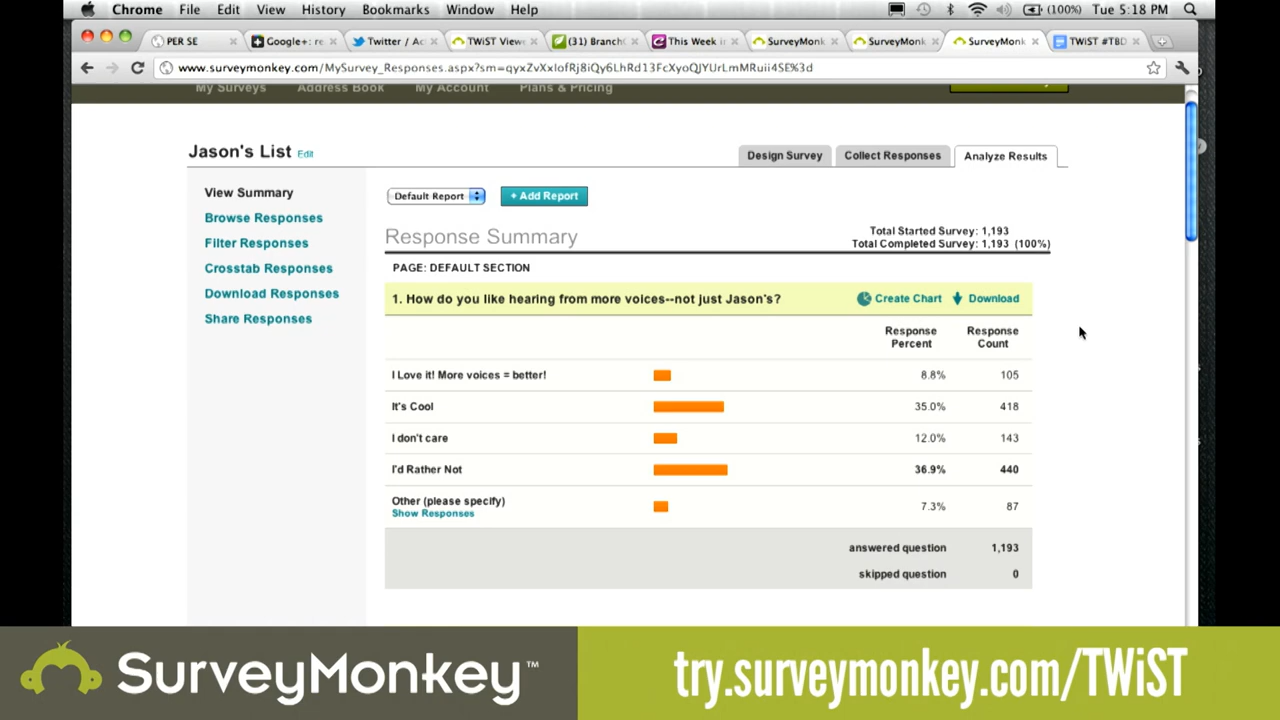 Chrome File Edit View History Bookmarks Window Help (100%) Tue 5:18 PM
PER SE Google+: re Twitter / Ac TWiST View (31) Branch This Week i SurveyMonk SurveyMonk SurveyMonk TWiST #TBD
www.surveymonkey.com/MySurvey_Responses.aspx?sm=qyxZvXxIofRj8iQy6LhRd13FcXyoQJYUrLmMRuii4SE%3d
My Surveys Address Book My Account Plans & Pricing
Jason's List Edit
Design Survey Collect Responses Analyze Results
View Summary
Browse Responses
Filter Responses
Crosstab Responses
Download Responses
Share Responses
Default Report + Add Report
Response Summary
Total Started Survey: 1,193
Total Completed Survey: 1,193 (100%)
PAGE: DEFAULT SECTION
1. How do you like hearing from more voices--not just Jason's? Create Chart Download
Response Percent Response Count
I Love it! More voices = better! 8.8% 105
It's Cool 35.0% 418
I don't care 12.0% 143
I'd Rather Not 36.9% 440
Other (please specify) 7.3% 87
Show Responses
answered question 1,193
skipped question 0
SurveyMonkey™ try.surveymonkey.com/TWiST